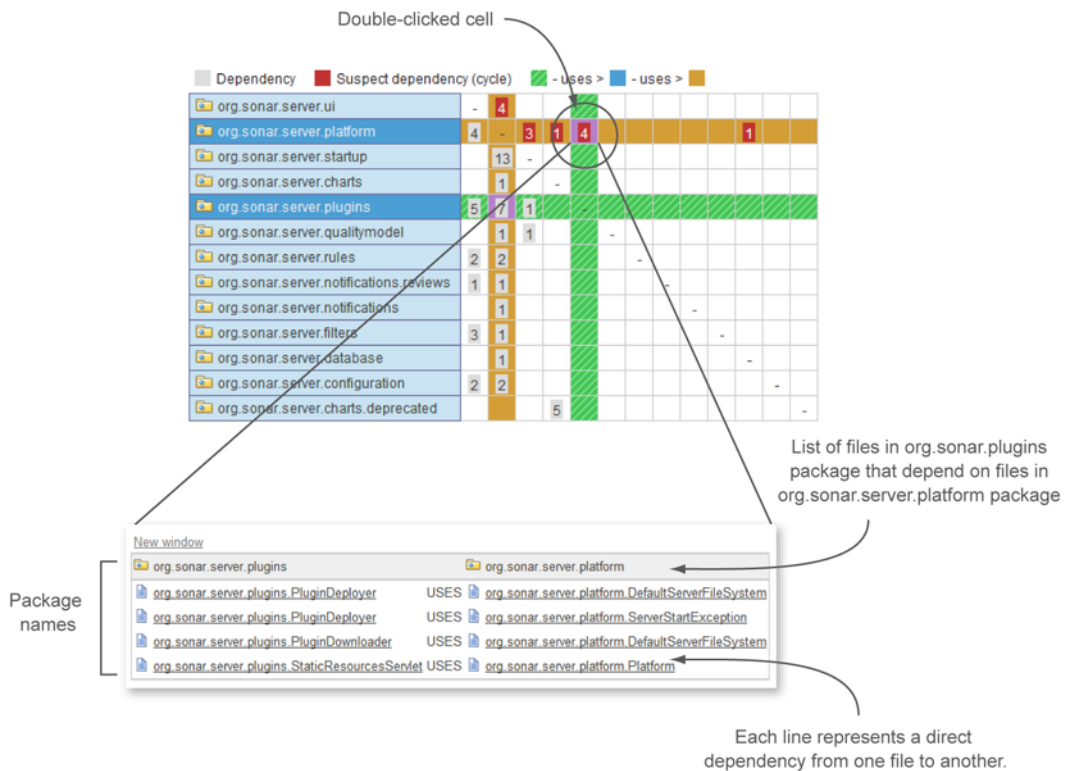 Double-clicked cell
Dependency Suspect dependency (cycle) - uses > - uses >
org.sonar.server.ui - 4
org.sonar.server.platform 4 - 3 1 4 1
org.sonar.server.startup 13 -
org.sonar.server.charts 1 -
org.sonar.server.plugins 5 7 1 -
org.sonar.server.qualitymodel 1 1 -
org.sonar.server.rules 2 2 -
org.sonar.server.notifications.reviews 1 1 -
org.sonar.server.notifications 1 -
org.sonar.server.filters 3 1 -
org.sonar.server.database 1 -
org.sonar.server.configuration 2 2 -
org.sonar.server.charts.deprecated 5 -
List of files in org.sonar.plugins
package that depend on files in
org.sonar.server.platform package
New window
org.sonar.server.plugins org.sonar.server.platform
org.sonar.server.plugins.PluginDeployer USES org.sonar.server.platform.DefaultServerFileSystem
org.sonar.server.plugins.PluginDeployer USES org.sonar.server.platform.ServerStartException
org.sonar.server.plugins.PluginDownloader USES org.sonar.server.platform.DefaultServerFileSystem
org.sonar.server.plugins.StaticResourcesServlet USES org.sonar.server.platform.Platform
Package
names
Each line represents a direct
dependency from one file to another.